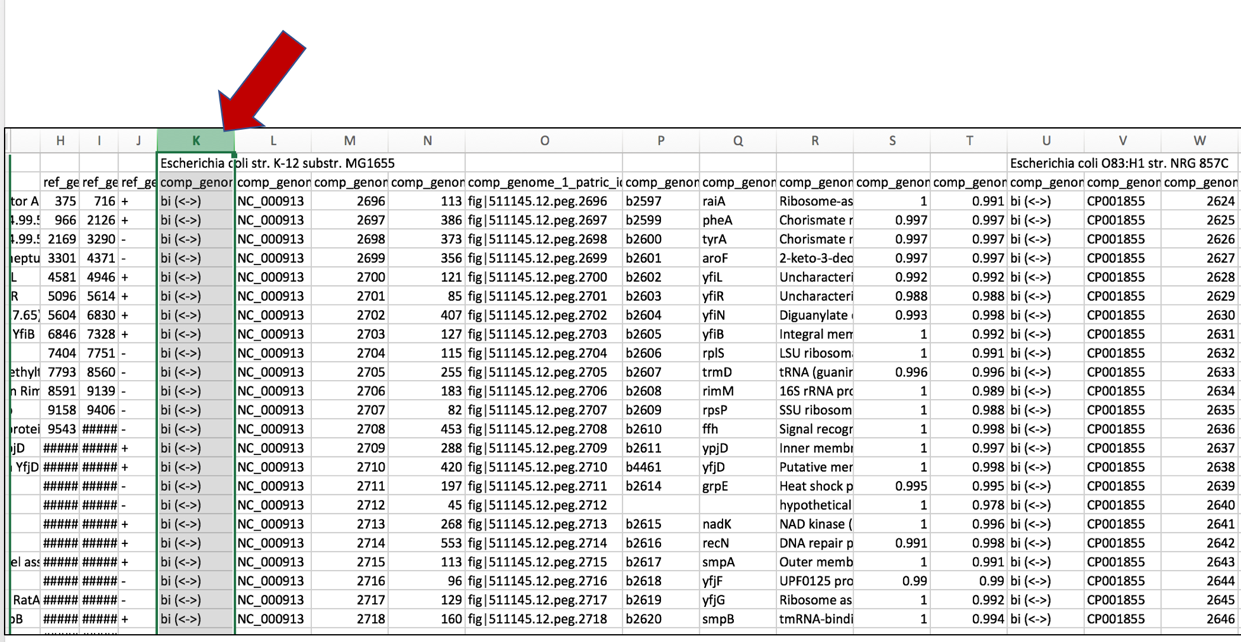 H I J K L M N O P Q R S T U V W
Escherichia coli str. K-12 substr. MG1655 Escherichia coli O83:H1 str. NRG 857C
ref_ge ref_ge ref_ge comp_genor comp_genor comp_genor comp_genor comp_genome_1_patric_id comp_genor comp_genor comp_genor comp_genor comp_genor comp_genor comp_genor comp_genor
tor A 375 716 + bi (<->) NC_000913 2696 113 fig|511145.12.peg.2696 b2597 raiA Ribosome-as 1 0.991 bi (<->) CP001855 2624
4.99.5 966 2126 + bi (<->) NC_000913 2697 386 fig|511145.12.peg.2697 b2599 pheA Chorismate r 0.997 0.997 bi (<->) CP001855 2625
4.99.5 2169 3290 - bi (<->) NC_000913 2698 373 fig|511145.12.peg.2698 b2600 tyrA Chorismate r 0.997 0.997 bi (<->) CP001855 2626
neptu 3301 4371 - bi (<->) NC_000913 2699 356 fig|511145.12.peg.2699 b2601 aroF 2-keto-3-deo 0.997 0.997 bi (<->) CP001855 2627
L 4581 4946 + bi (<->) NC_000913 2700 121 fig|511145.12.peg.2700 b2602 yfiL Uncharacteri 0.992 0.992 bi (<->) CP001855 2628
R 5096 5614 + bi (<->) NC_000913 2701 85 fig|511145.12.peg.2701 b2603 yfiR Uncharacteri 0.988 0.988 bi (<->) CP001855 2629
7.65) 5604 6830 + bi (<->) NC_000913 2702 407 fig|511145.12.peg.2702 b2604 yfiN Diguanylate 0.993 0.998 bi (<->) CP001855 2630
YfiB 6846 7328 + bi (<->) NC_000913 2703 127 fig|511145.12.peg.2703 b2605 yfiB Integral mem 1 0.992 bi (<->) CP001855 2631
7404 7751 - bi (<->) NC_000913 2704 115 fig|511145.12.peg.2704 b2606 rplS LSU ribosoma 1 0.991 bi (<->) CP001855 2632
ethylt 7793 8560 - bi (<->) NC_000913 2705 255 fig|511145.12.peg.2705 b2607 trmD tRNA (guanir 0.996 0.996 bi (<->) CP001855 2633
n Rim 8591 9139 - bi (<->) NC_000913 2706 183 fig|511145.12.peg.2706 b2608 rimM 16S rRNA pro 1 0.989 bi (<->) CP001855 2634
9158 9406 - bi (<->) NC_000913 2707 82 fig|511145.12.peg.2707 b2609 rpsP SSU ribosom 1 0.988 bi (<->) CP001855 2635
protei 9543 ##### - bi (<->) NC_000913 2708 453 fig|511145.12.peg.2708 b2610 ffh Signal recogr 1 0.998 bi (<->) CP001855 2636
pjD ##### ##### + bi (<->) NC_000913 2709 288 fig|511145.12.peg.2709 b2611 ypjD Inner membr 1 0.997 bi (<->) CP001855 2637
YfjD ##### ##### + bi (<->) NC_000913 2710 420 fig|511145.12.peg.2710 b4461 yfjD Putative mer 1 0.998 bi (<->) CP001855 2638
##### ##### - bi (<->) NC_000913 2711 197 fig|511145.12.peg.2711 b2614 grpE Heat shock p 0.995 0.995 bi (<->) CP001855 2639
##### ##### - bi (<->) NC_000913 2712 45 fig|511145.12.peg.2712 hypothetical 1 0.978 bi (<->) CP001855 2640
##### ##### + bi (<->) NC_000913 2713 268 fig|511145.12.peg.2713 b2615 nadK NAD kinase ( 1 0.996 bi (<->) CP001855 2641
##### ##### + bi (<->) NC_000913 2714 553 fig|511145.12.peg.2714 b2616 recN DNA repair p 0.991 0.998 bi (<->) CP001855 2642
el ass ##### ##### + bi (<->) NC_000913 2715 113 fig|511145.12.peg.2715 b2617 smpA Outer memb 1 0.991 bi (<->) CP001855 2643
##### ##### - bi (<->) NC_000913 2716 96 fig|511145.12.peg.2716 b2618 yfjF UPF0125 pro 0.99 0.99 bi (<->) CP001855 2644
RatA ##### ##### - bi (<->) NC_000913 2717 129 fig|511145.12.peg.2717 b2619 yfjG Ribosome as 1 0.992 bi (<->) CP001855 2645
pB ##### ##### + bi (<->) NC_000913 2718 160 fig|511145.12.peg.2718 b2620 smpB tmRNA-bindi 1 0.994 bi (<->) CP001855 2646